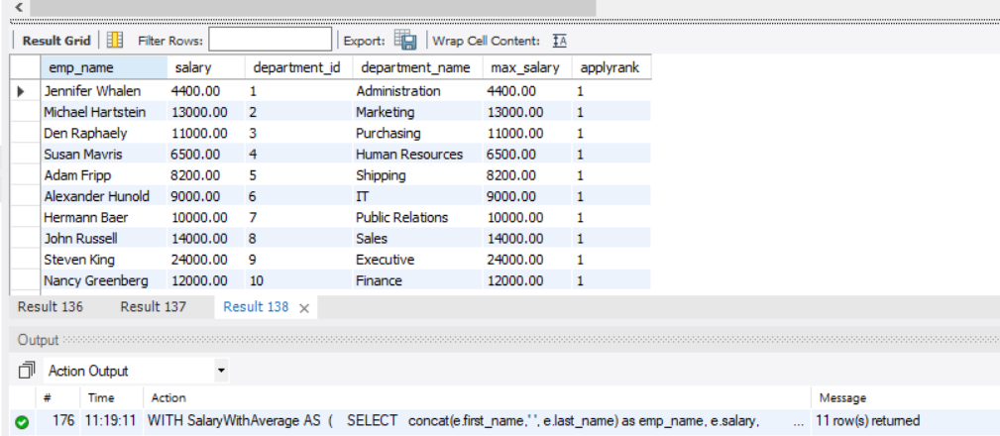 Result Grid Filter Rows: Export: Wrap Cell Content: IA
emp_name salary department_id department_name max_salary applyrank
Jennifer Whalen 4400.00 1 Administration 4400.00 1
Michael Hartstein 13000.00 2 Marketing 13000.00 1
Den Raphaely 11000.00 3 Purchasing 11000.00 1
Susan Mavris 6500.00 4 Human Resources 6500.00 1
Adam Fripp 8200.00 5 Shipping 8200.00 1
Alexander Hunold 9000.00 6 IT 9000.00 1
Hermann Baer 10000.00 7 Public Relations 10000.00 1
John Russell 14000.00 8 Sales 14000.00 1
Steven King 24000.00 9 Executive 24000.00 1
Nancy Greenberg 12000.00 10 Finance 12000.00 1
Result 136 Result 137 Result 138 ×
Output
Action Output
# Time Action Message
176 11:19:11 WITH SalaryWithAverage AS ( SELECT concat(e.first_name,' ', e.last_name) as emp_name, e.salary, ... 11 row(s) returned